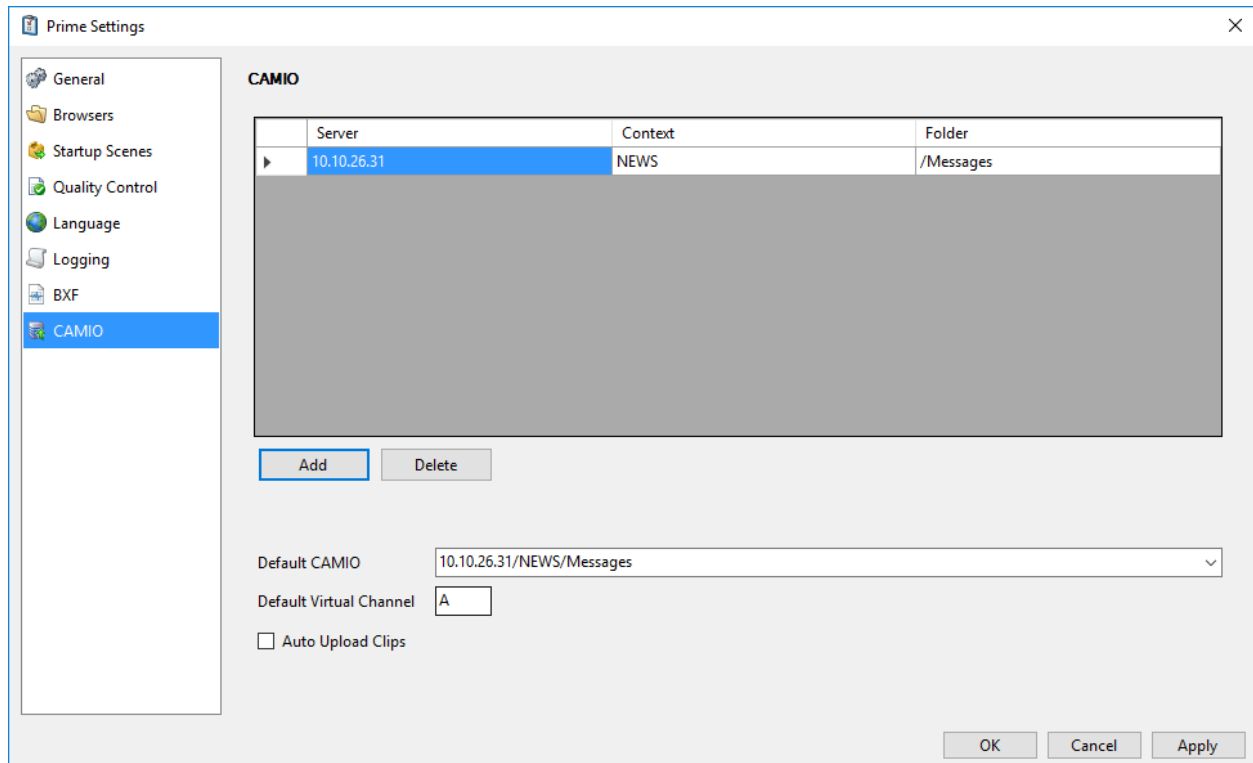 Prime Settings
General
Browsers
Startup Scenes
Quality Control
Language
Logging
BXF
CAMIO
CAMIO
Server Context Folder
10.10.26.31 NEWS /Messages
Add Delete
Default CAMIO 10.10.26.31/NEWS/Messages
Default Virtual Channel A
Auto Upload Clips
OK Cancel Apply